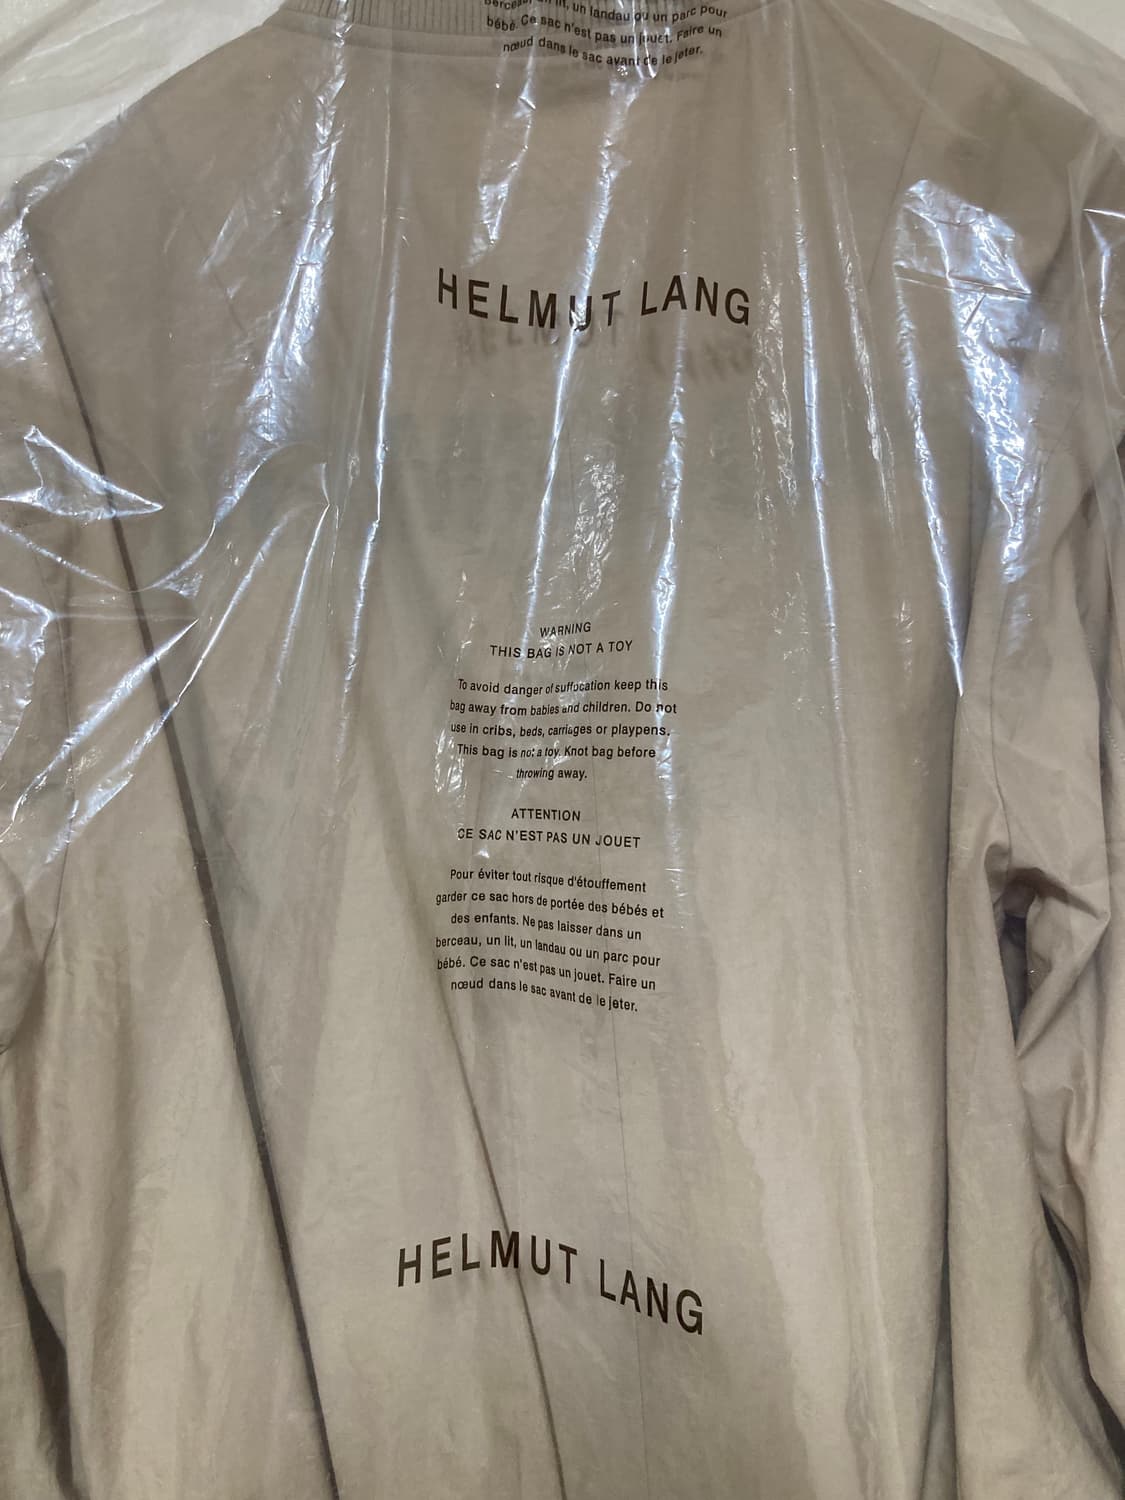 berceau, un lit, un landau ou un parc pour
bébé. Ce sac n'est pas un jouet. Faire un
nœud dans le sac avant de le jeter.
HELMUT LANG
WARNING
THIS BAG IS NOT A TOY
To avoid danger of suffocation keep this
bag away from babies and children. Do not
use in cribs, beds, carriages or playpens.
This bag is not a toy. Knot bag before
throwing away.
ATTENTION
CE SAC N'EST PAS UN JOUET
Pour éviter tout risque d'étouffement
garder ce sac hors de portée des bébés et
des enfants. Ne pas laisser dans un
berceau, un lit, un landau ou un parc pour
bébé. Ce sac n'est pas un jouet. Faire un
nœud dans le sac avant de le jeter.
HELMUT LANG